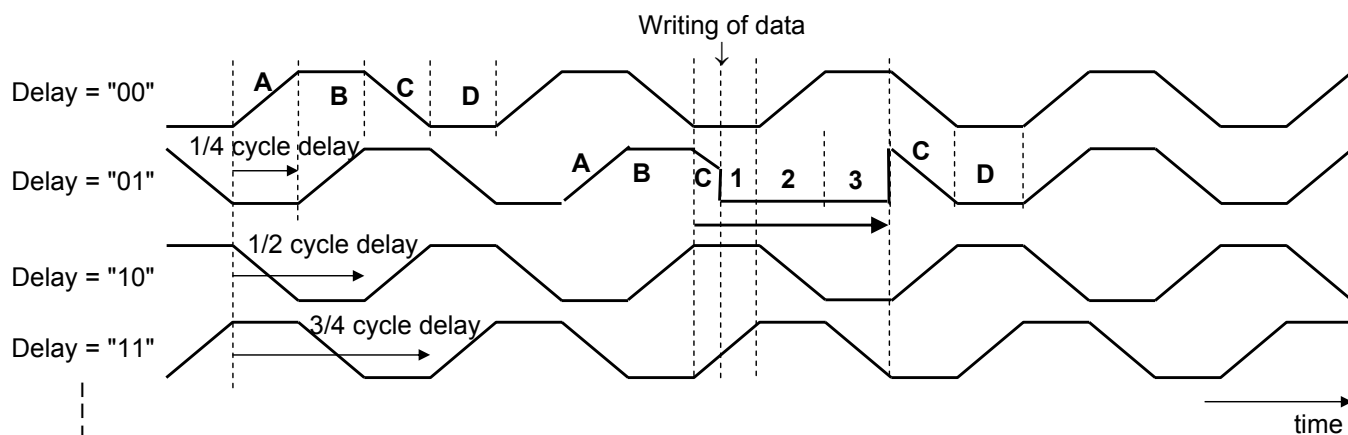 Writing of data
Delay = "00" A B C D
1/4 cycle delay
Delay = "01" A B C 1 2 3 C D
1/2 cycle delay
Delay = "10"
3/4 cycle delay
Delay = "11"
time